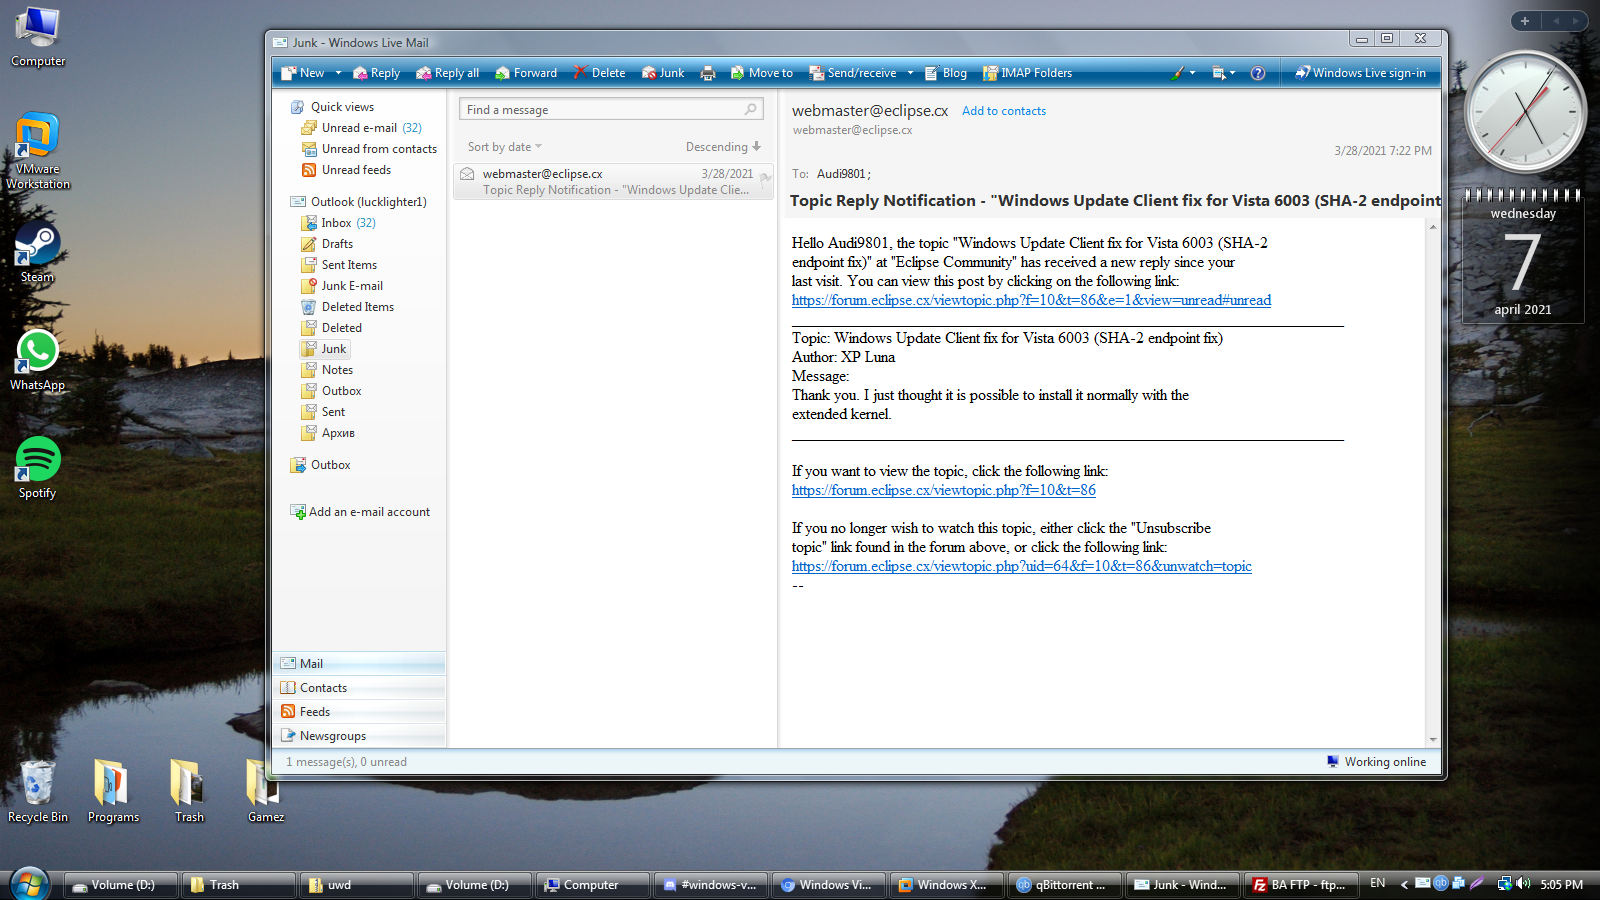 Computer
VMware
Workstation
Steam
WhatsApp
Spotify
Recycle Bin
Programs
Trash
Gamez
Junk - Windows Live Mail
New
Reply
Reply all
Forward
Delete
Junk
Move to
Send/receive
Blog
IMAP Folders
Windows Live sign-in
Quick views
Unread e-mail (32)
Unread from contacts
Unread feeds
Outlook (lucklighter1)
Inbox (32)
Drafts
Sent Items
Junk E-mail
Deleted Items
Deleted
Junk
Notes
Outbox
Sent
Архив
Outbox
Add an e-mail account
Mail
Contacts
Feeds
Newsgroups
Find a message
Sort by date
Descending
webmaster@eclipse.cx 3/28/2021
Topic Reply Notification - "Windows Update Clie...
webmaster@eclipse.cx Add to contacts
webmaster@eclipse.cx
3/28/2021 7:22 PM
To: Audi9801;
Topic Reply Notification - "Windows Update Client fix for Vista 6003 (SHA-2 endpoint
Hello Audi9801, the topic "Windows Update Client fix for Vista 6003 (SHA-2
endpoint fix)" at "Eclipse Community" has received a new reply since your
last visit. You can view this post by clicking on the following link:
https://forum.eclipse.cx/viewtopic.php?f=10&t=86&e=1&view=unread#unread
Topic: Windows Update Client fix for Vista 6003 (SHA-2 endpoint fix)
Author: XP Luna
Message:
Thank you. I just thought it is possible to install it normally with the
extended kernel.
If you want to view the topic, click the following link:
https://forum.eclipse.cx/viewtopic.php?f=10&t=86
If you no longer wish to watch this topic, either click the "Unsubscribe
topic" link found in the forum above, or click the following link:
https://forum.eclipse.cx/viewtopic.php?uid=64&f=10&t=86&unwatch=topic
--
1 message(s), 0 unread
Working online
wednesday
7
april 2021
Volume (D:)
Trash
uwd
Volume (D:)
Computer
#windows-v...
Windows Vi...
Windows X...
qBittorrent ...
Junk - Wind...
BA FTP - ftp...
EN
5:05 PM